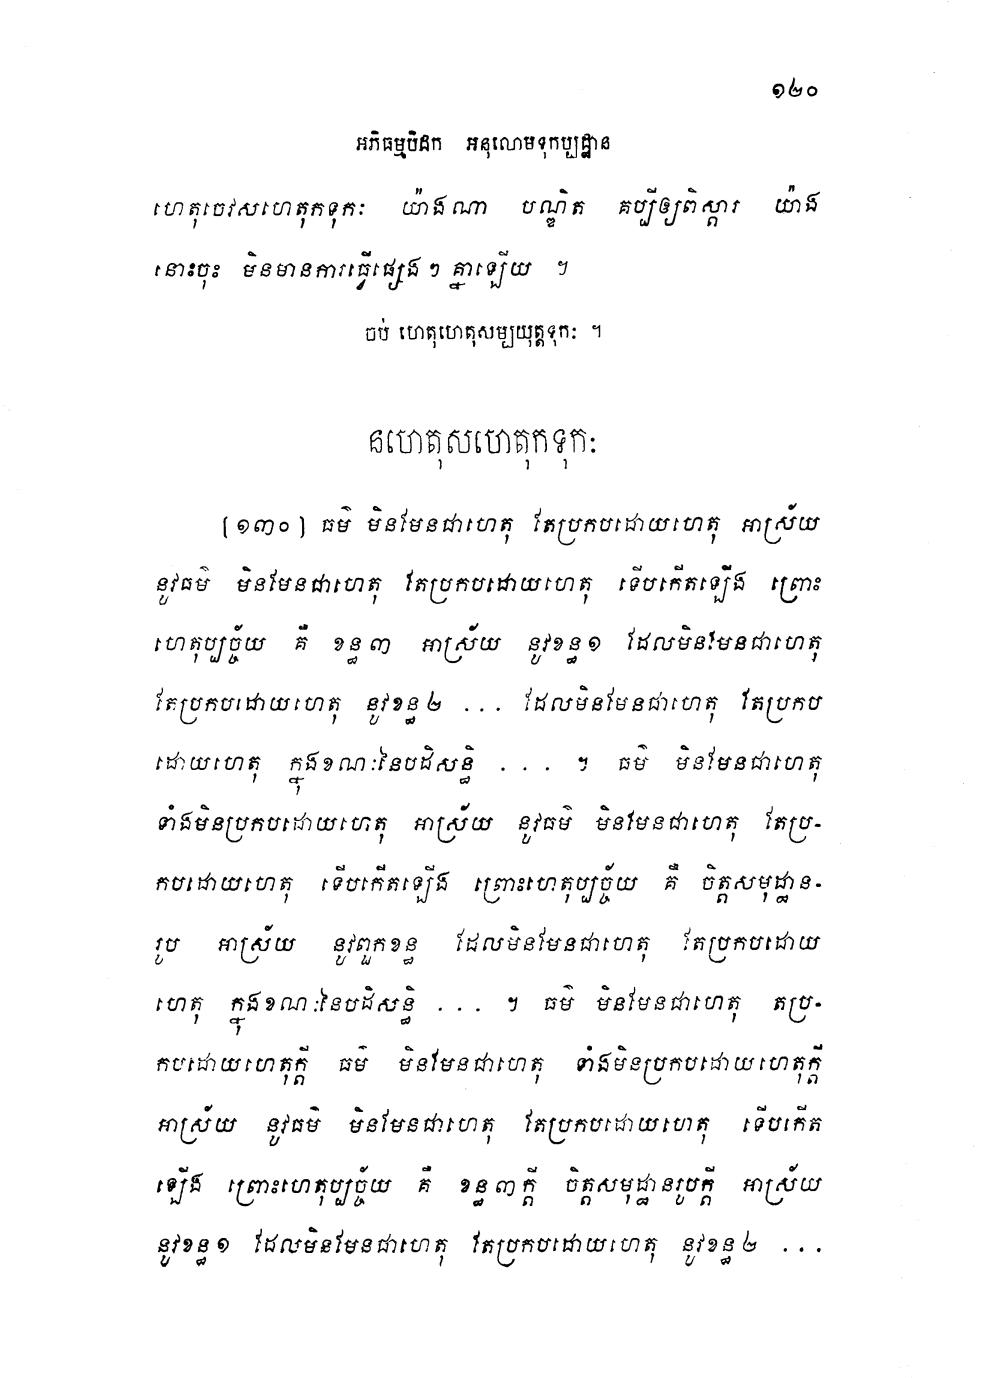 ១២០
អភិធម្មបិដក អនុលោមទុកប្បដ្ឋាន
ហេតុចេវសហេតុកទុកៈ យ៉ាងណា បណ្ឌិត គប្បីឲ្យពិស្តារ យ៉ាង
នោះចុះ មិនមានការធ្វើផ្សេង ៗ គ្នាឡើយ ។
ចប់ ហេតុហេតុសម្បយុត្តទុកៈ ។
នហេតុសហេតុកទុកៈ
[១៣០] ធម៌ មិនមែនជាហេតុ តែប្រកបដោយហេតុ អាស្រ័យ
នូវធម៌ មិនមែនជាហេតុ តែប្រកបដោយហេតុ ទើបកើតឡើង ព្រោះ
ហេតុប្បច្ច័យ គឺ ខន្ធ ៣ អាស្រ័យ នូវខន្ធ ១ ដែលមិនមែនជាហេតុ
តែប្រកបដោយហេតុ នូវខន្ធ ២ ... ដែលមិនមែនជាហេតុ តែប្រកប
ដោយហេតុ ក្នុងខណៈនៃបដិសន្ធិ ... ។ ធម៌ មិនមែនជាហេតុ
ទាំងមិនប្រកបដោយហេតុ អាស្រ័យ នូវធម៌ មិនមែនជាហេតុ តែប្រ-
កបដោយហេតុ ទើបកើតឡើង ព្រោះហេតុប្បច្ច័យ គឺ ចិត្តសមុដ្ឋាន-
រូប អាស្រ័យ នូវពួកខន្ធ ដែលមិនមែនជាហេតុ តែប្រកបដោយ
ហេតុ ក្នុងខណៈនៃបដិសន្ធិ ... ។ ធម៌ មិនមែនជាហេតុ តប្រ-
កបដោយហេតុក្តី ធម៌ មិនមែនជាហេតុ ទាំងមិនប្រកបដោយហេតុក្តី
អាស្រ័យ នូវធម៌ មិនមែនជាហេតុ តែប្រកបដោយហេតុ ទើបកើត
ឡើង ព្រោះហេតុប្បច្ច័យ គឺ ខន្ធ ៣ ក្តី ចិត្តសមុដ្ឋានរូបក្តី អាស្រ័យ
នូវខន្ធ ១ ដែលមិនមែនជាហេតុ តែប្រកបដោយហេតុ នូវខន្ធ ២ ...